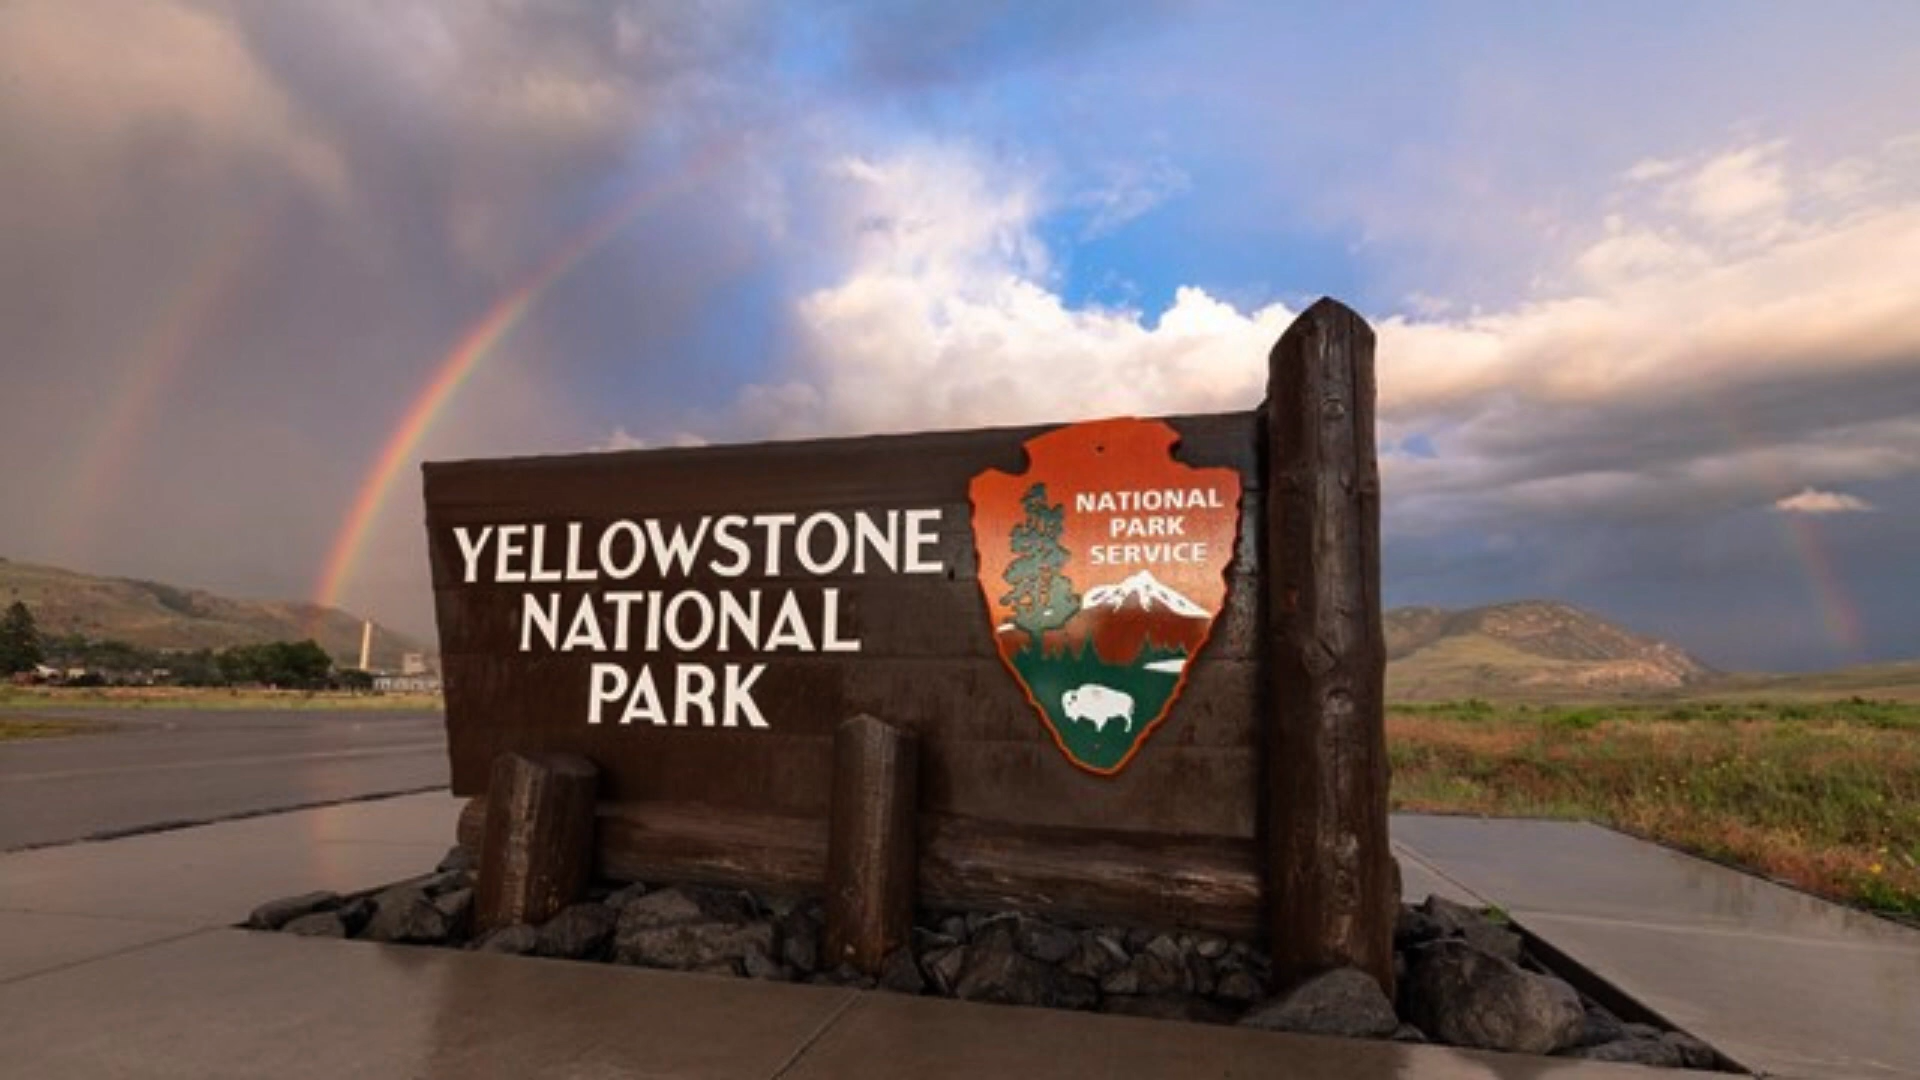 YELLOWSTONE
NATIONAL
PARK
NATIONAL
PARK
SERVICE